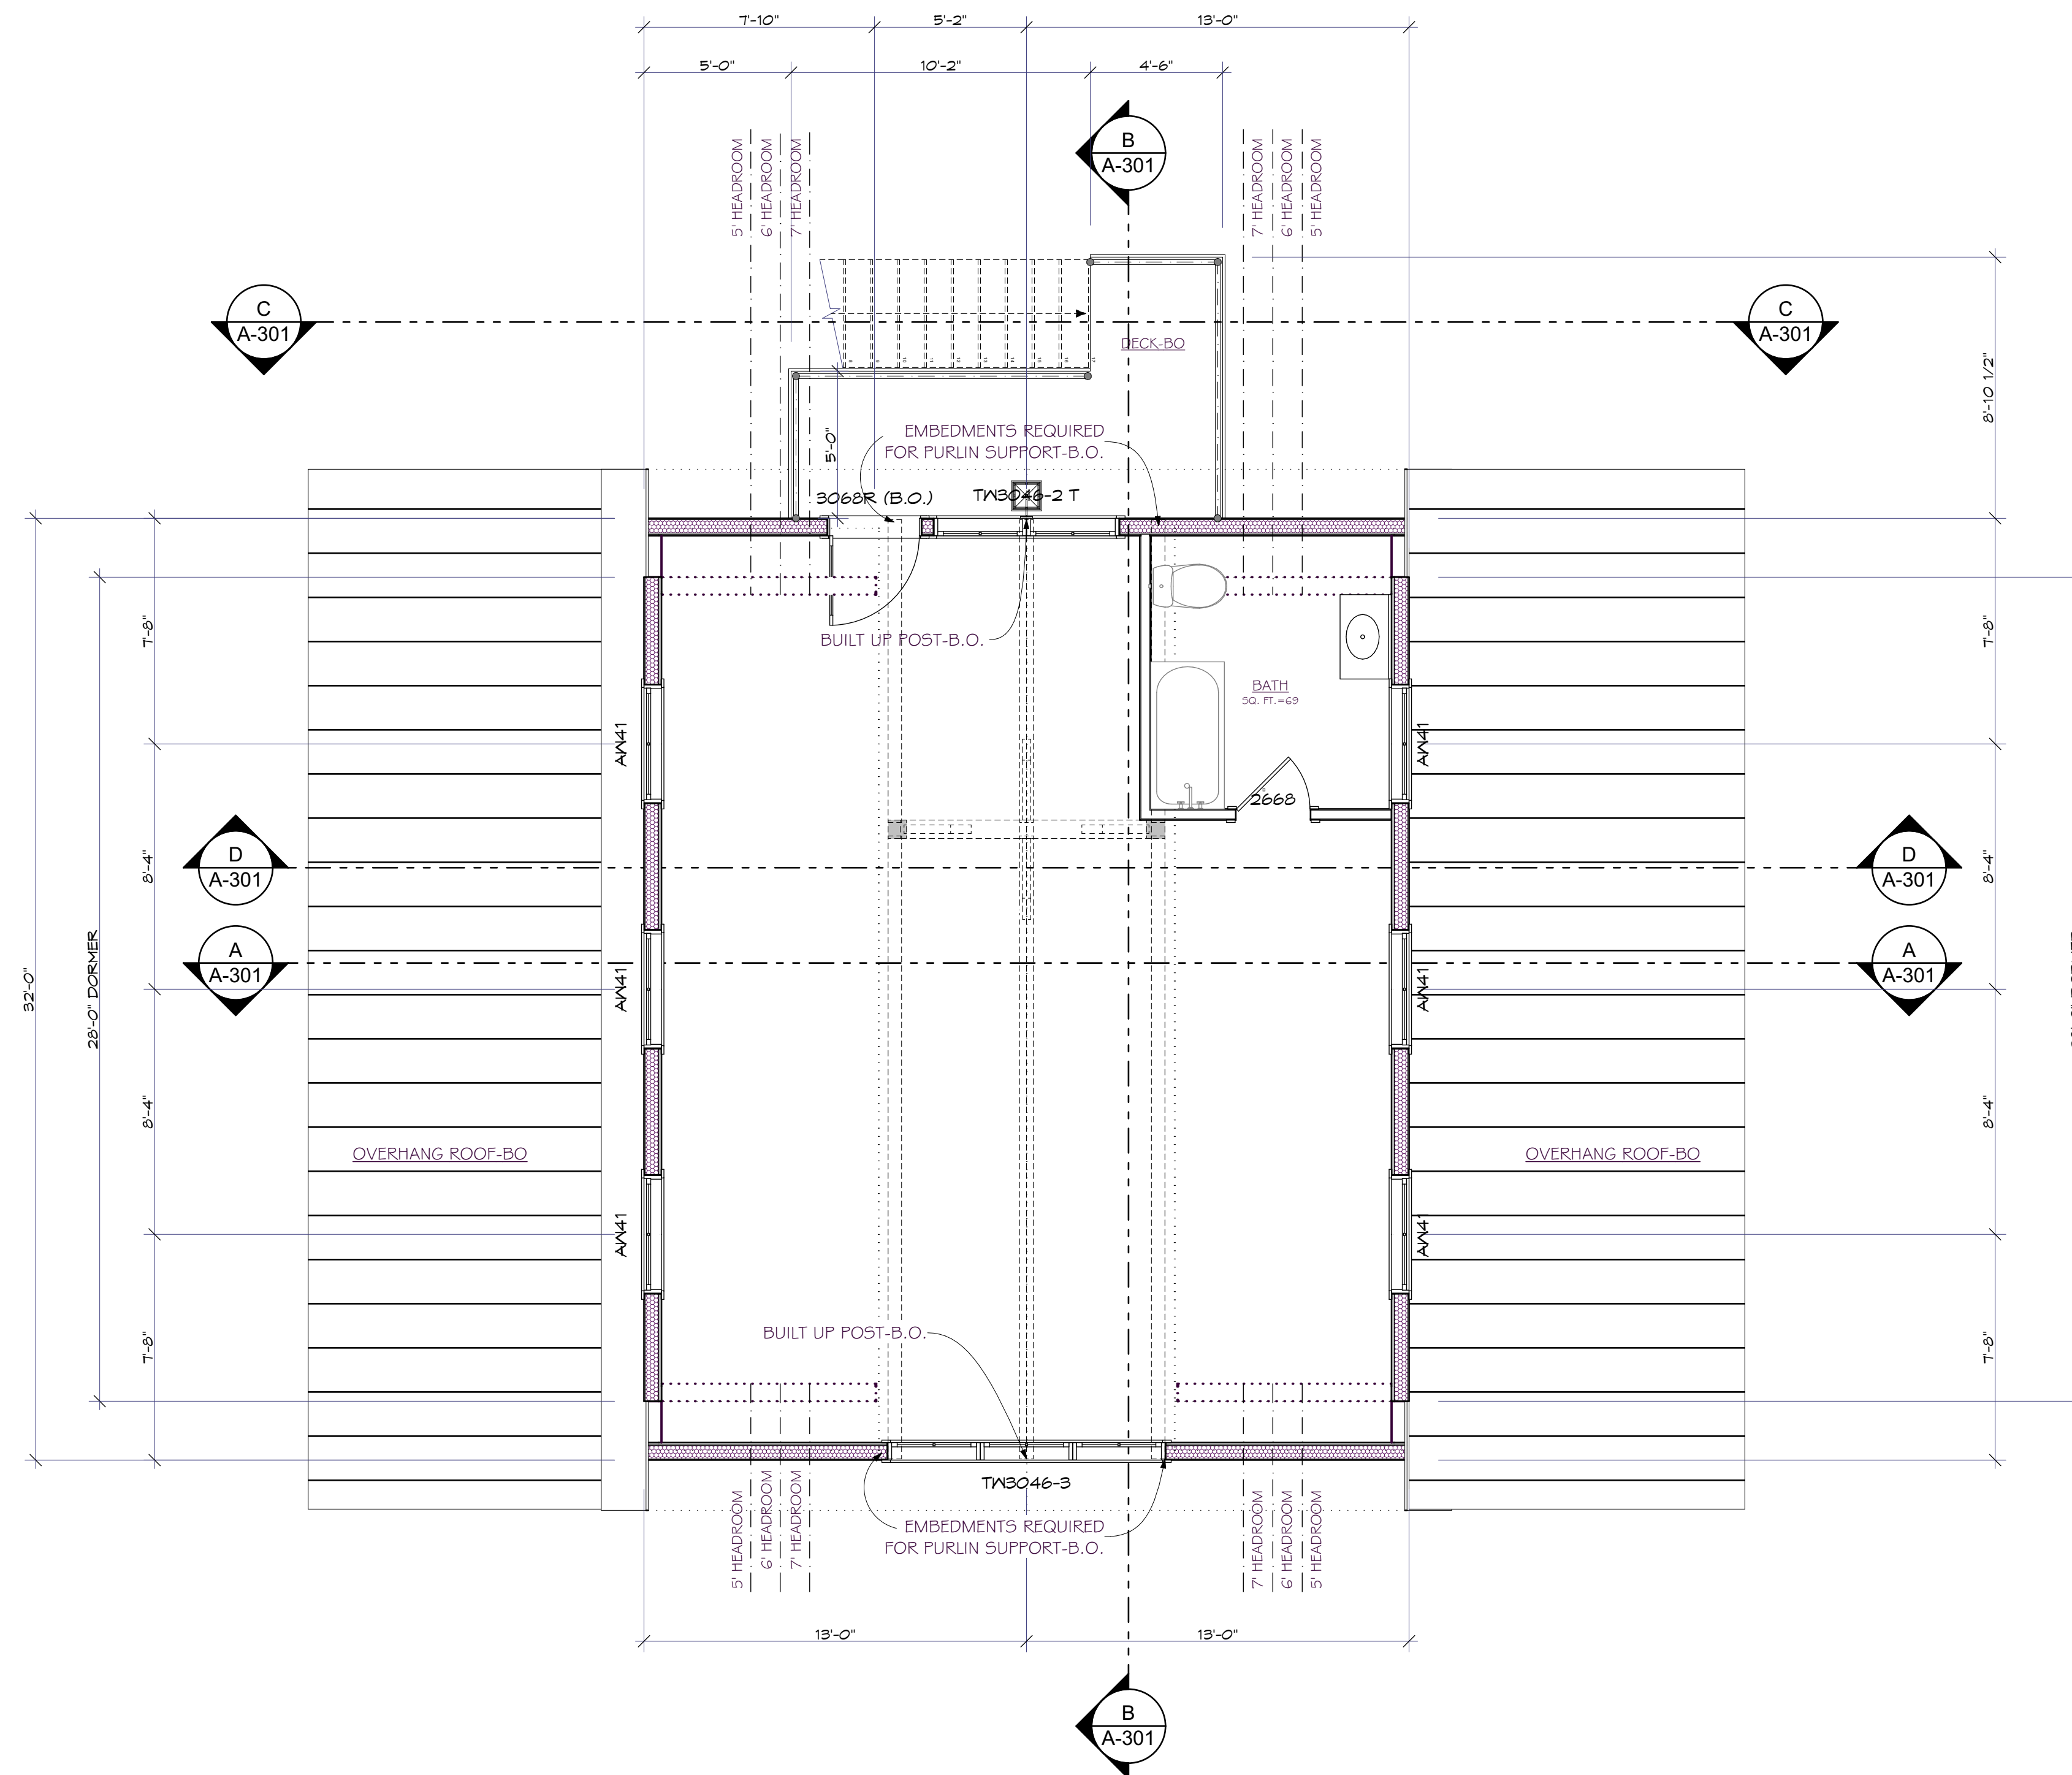 7'-10"
5'-2"
13'-0"
5'-0"
10'-2"
4'-6"
B
A-301
5' HEADROOM
6' HEADROOM
7' HEADROOM
7' HEADROOM
6' HEADROOM
5' HEADROOM
C
A-301
C
A-301
DECK-BO
8'-10 1/2"
5'-0"
EMBEDMENTS REQUIRED
FOR PURLIN SUPPORT-B.O.
3068R (B.O.)
TW3046-2 T
7'-8"
BUILT UP POST-B.O.
7'-8"
BATH
SQ. FT.=69
AW41
AW41
2668
D
A-301
8'-4"
D
A-301
8'-4"
A
A-301
A
A-301
32'-0"
28'-0" DORMER
AW41
AW41
8'-4"
8'-4"
OVERHANG ROOF-BO
OVERHANG ROOF-BO
AW41
AW41
7'-8"
BUILT UP POST-B.O.
7'-8"
TW3046-3
EMBEDMENTS REQUIRED
FOR PURLIN SUPPORT-B.O.
5' HEADROOM
6' HEADROOM
7' HEADROOM
7' HEADROOM
6' HEADROOM
5' HEADROOM
13'-0"
13'-0"
B
A-301